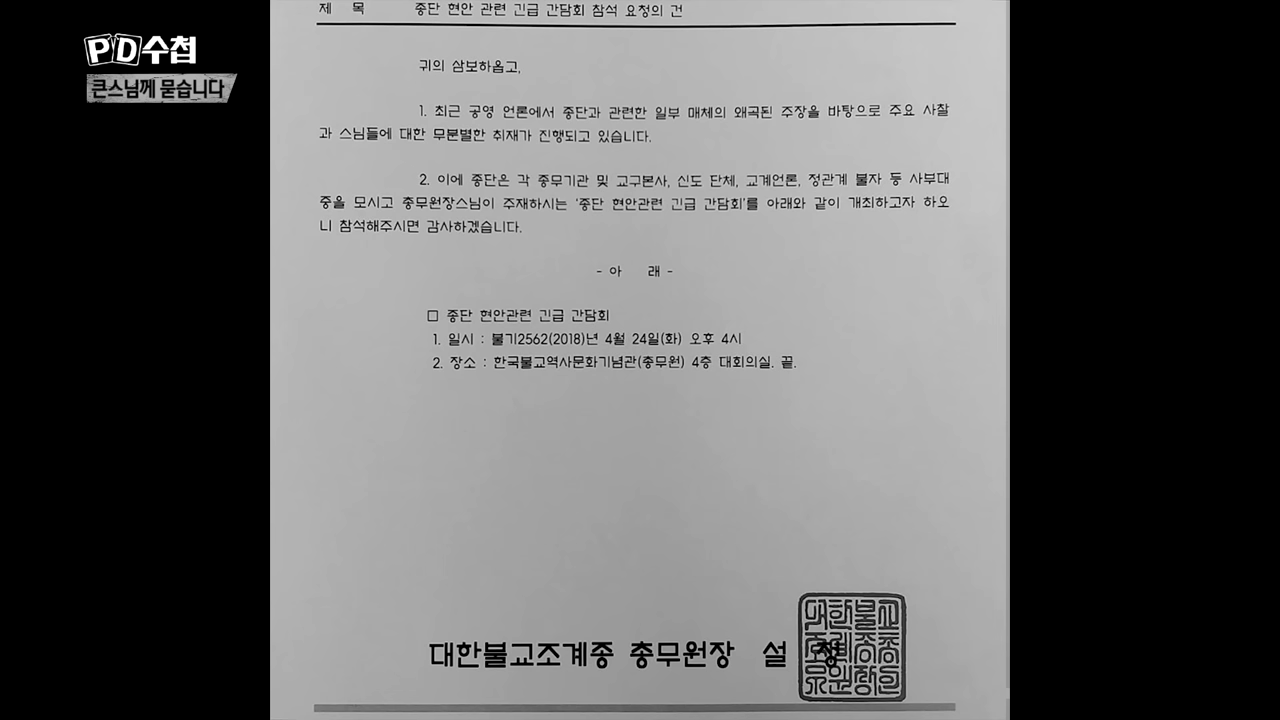 PD수첩
큰스님께 묻습니다
제 목 종단 현안 관련 긴급 간담회 참석 요청의 건
귀의 삼보하옵고,
1. 최근 공영 언론에서 종단과 관련한 일부 매체의 왜곡된 주장을 바탕으로 주요 사찰
과 스님들에 대한 무분별한 취재가 진행되고 있습니다.
2. 이에 종단은 각 종무기관 및 교구본사, 신도 단체, 교계언론, 정관계 불자 등 사부대
중을 모시고 총무원장스님이 주재하시는 '종단 현안관련 긴급 간담회'를 아래와 같이 개최하고자 하오
니 참석해주시면 감사하겠습니다.
- 아 래 -
□ 종단 현안관련 긴급 간담회
1. 일시 : 불기2562(2018)년 4월 24일(화) 오후 4시
2. 장소 : 한국불교역사문화기념관(총무원) 4층 대회의실. 끝.
대한불교조계종 총무원장 설 정